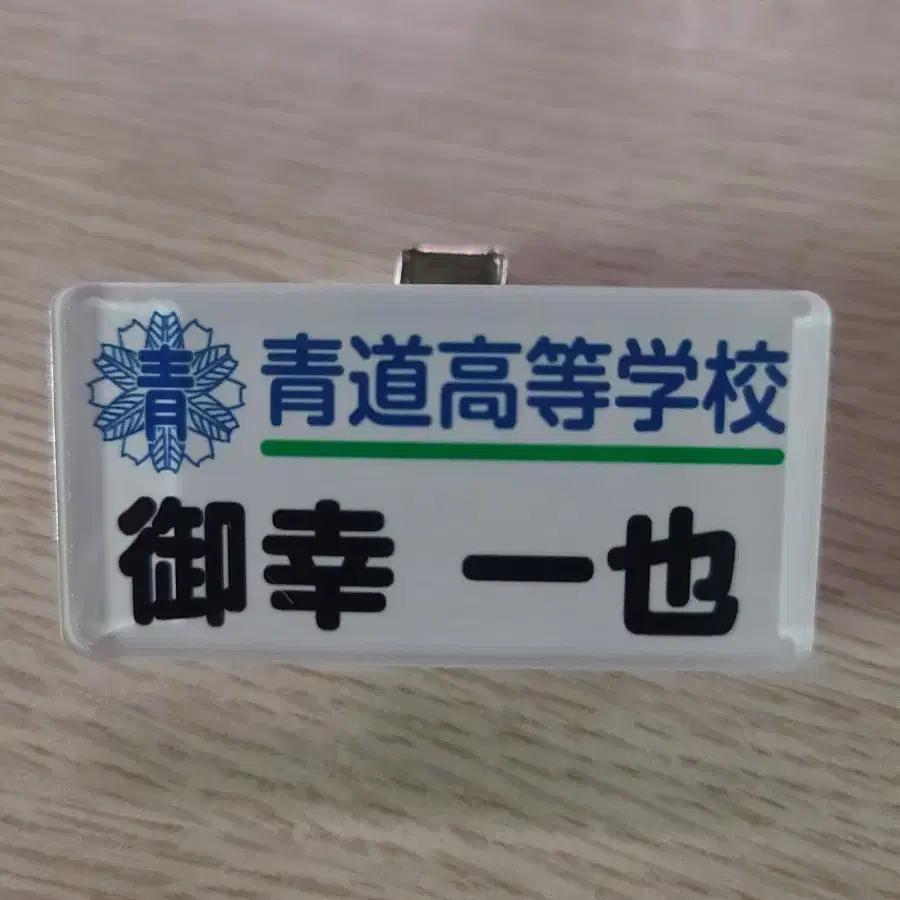 青
青道高等学校
御幸 一也